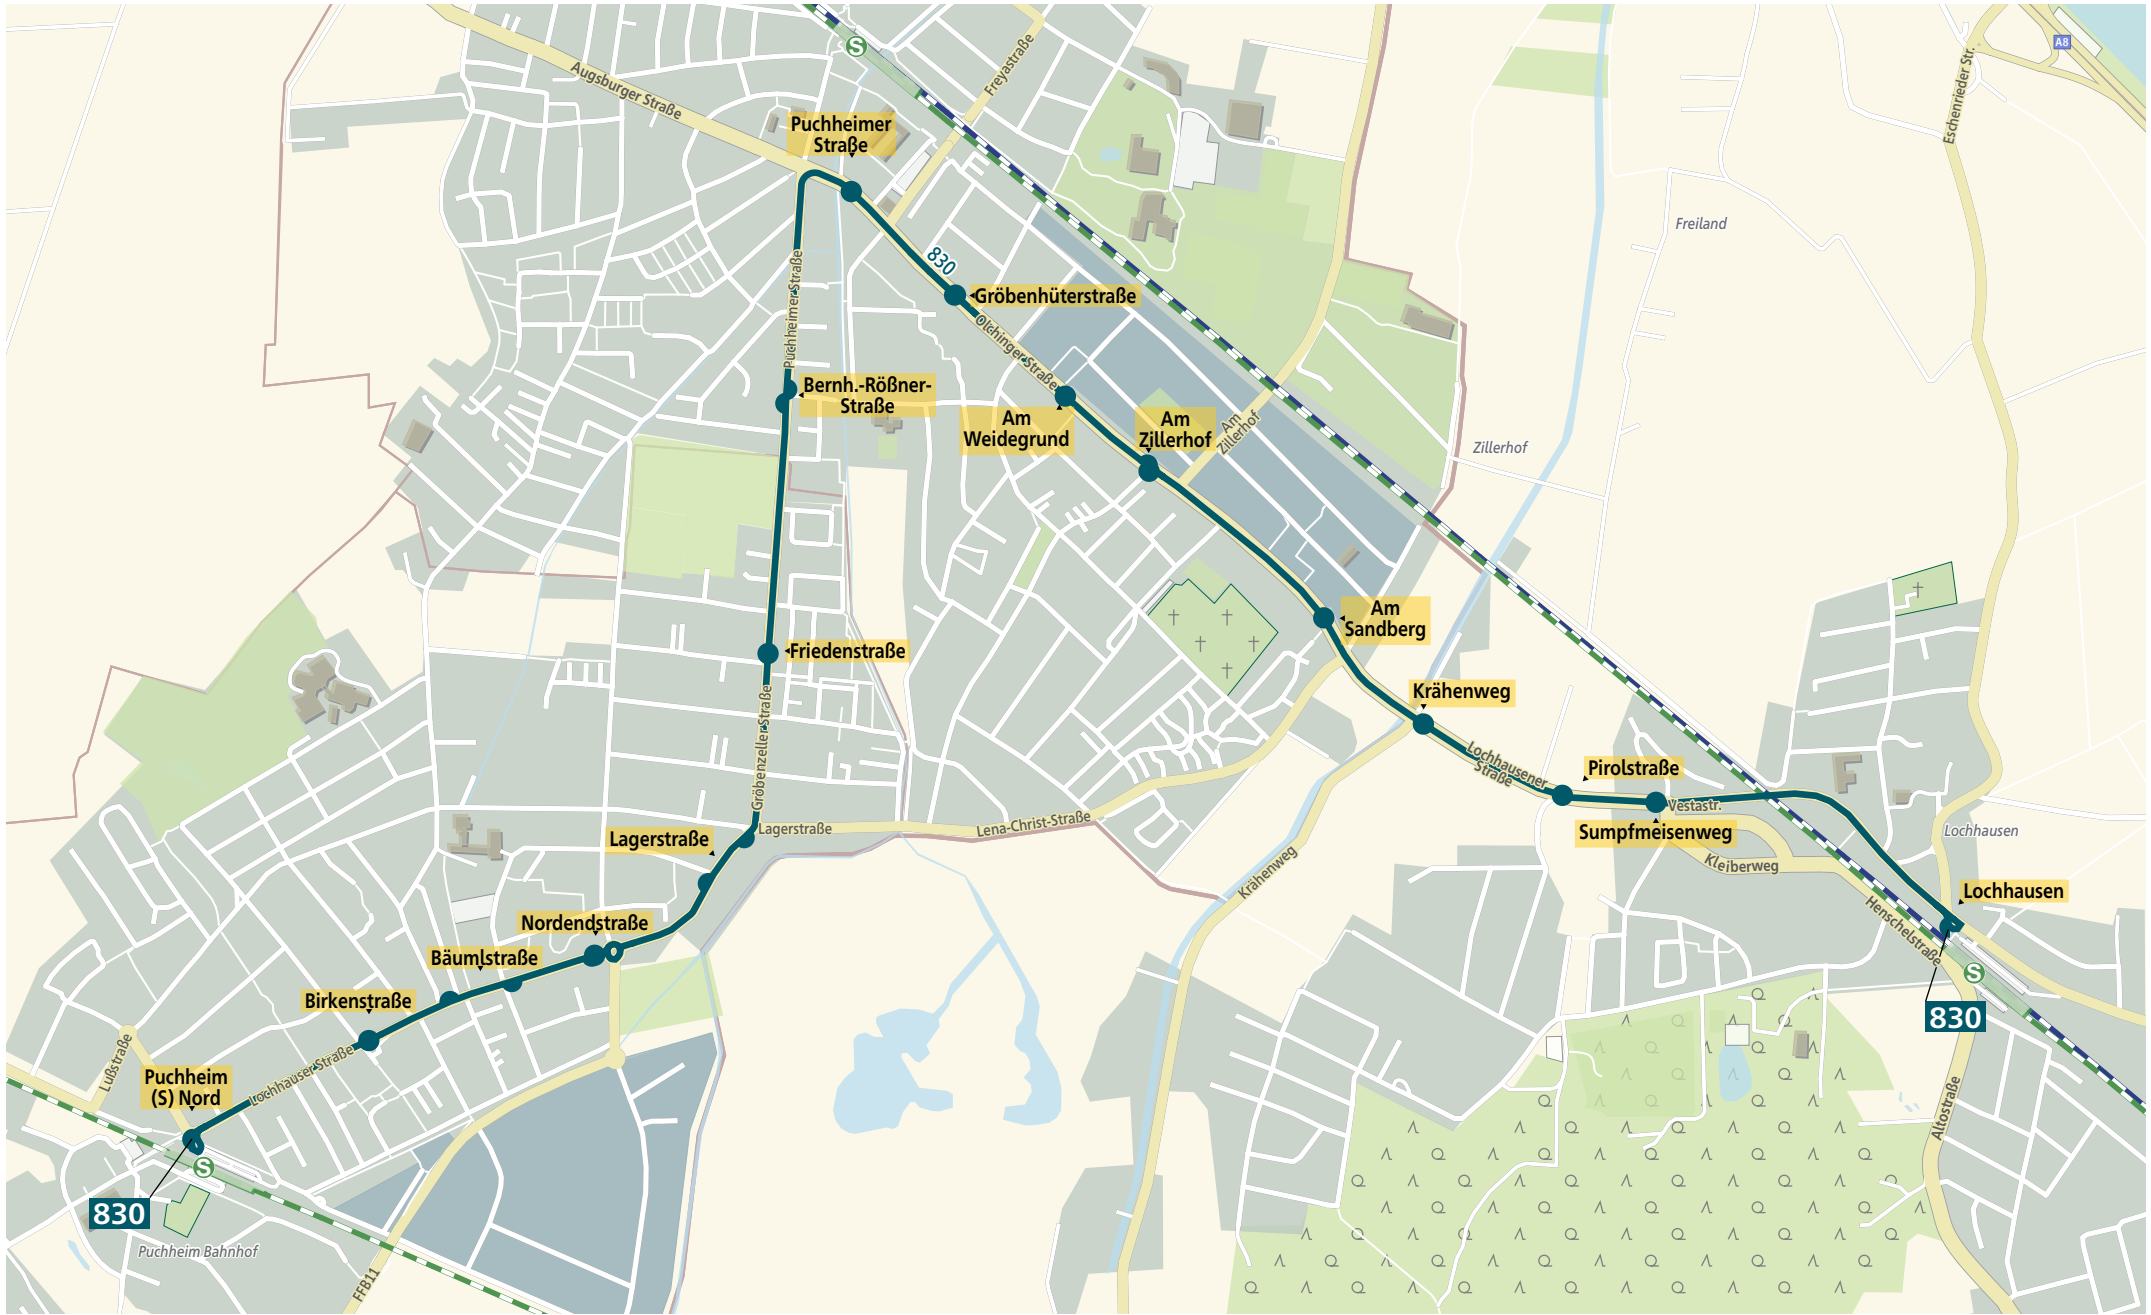 S
A8
Eschenrieder Str.
Freyastraße
Augsburger Straße
Puchheimer
Straße
Freiland
830
Gröbenhüterstraße
Puchheimer Straße
Olchinger Straße
Bernh.-Rößner-
Straße
Am
Weidegrund
Am
Zillerhof
Am
Zillerhof
Zillerhof
Am
Sandberg
Friedenstraße
Krähenweg
Gröbenzeller Straße
Lochhausener
Straße
Pirolstraße
Vestastr.
Sumpfmeisenweg
Lochhausen
Lagerstraße
Lagerstraße
Lena-Christ-Straße
Kleiberweg
Krähenweg
Lochhausen
Henschelstraße
Nordendstraße
Bäumlstraße
Birkenstraße
S
830
Lußstraße
Lochhauser Straße
Puchheim
(S) Nord
S
Altostraße
830
Puchheim Bahnhof
FFB11